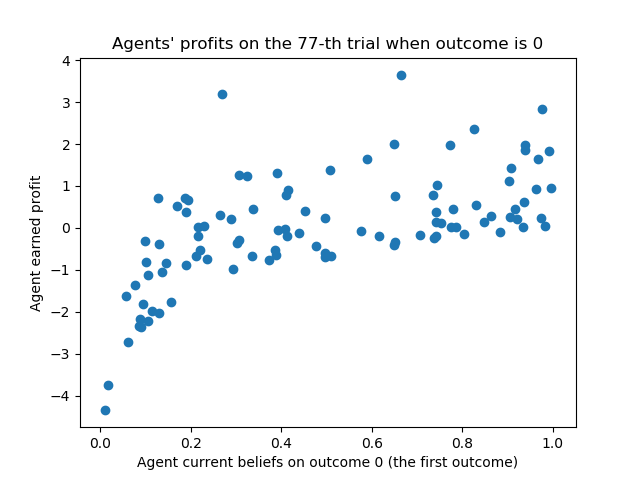 Agents' profits on the 77-th trial when outcome is 0
4
3
2
1
0
−1
−2
−3
−4
Agent earned profit
0.0 0.2 0.4 0.6 0.8 1.0
Agent current beliefs on outcome 0 (the first outcome)